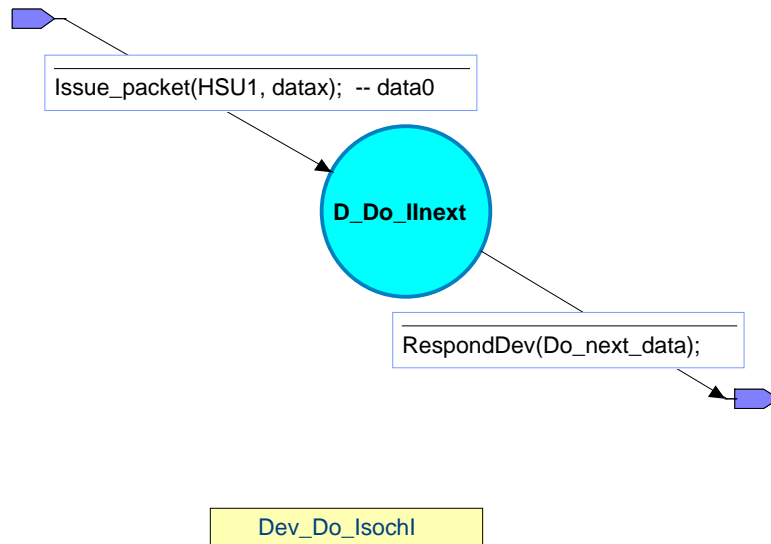 Issue_packet(HSU1, datax);  -- data0
D_Do_IInext
RespondDev(Do_next_data);
Dev_Do_IsochI